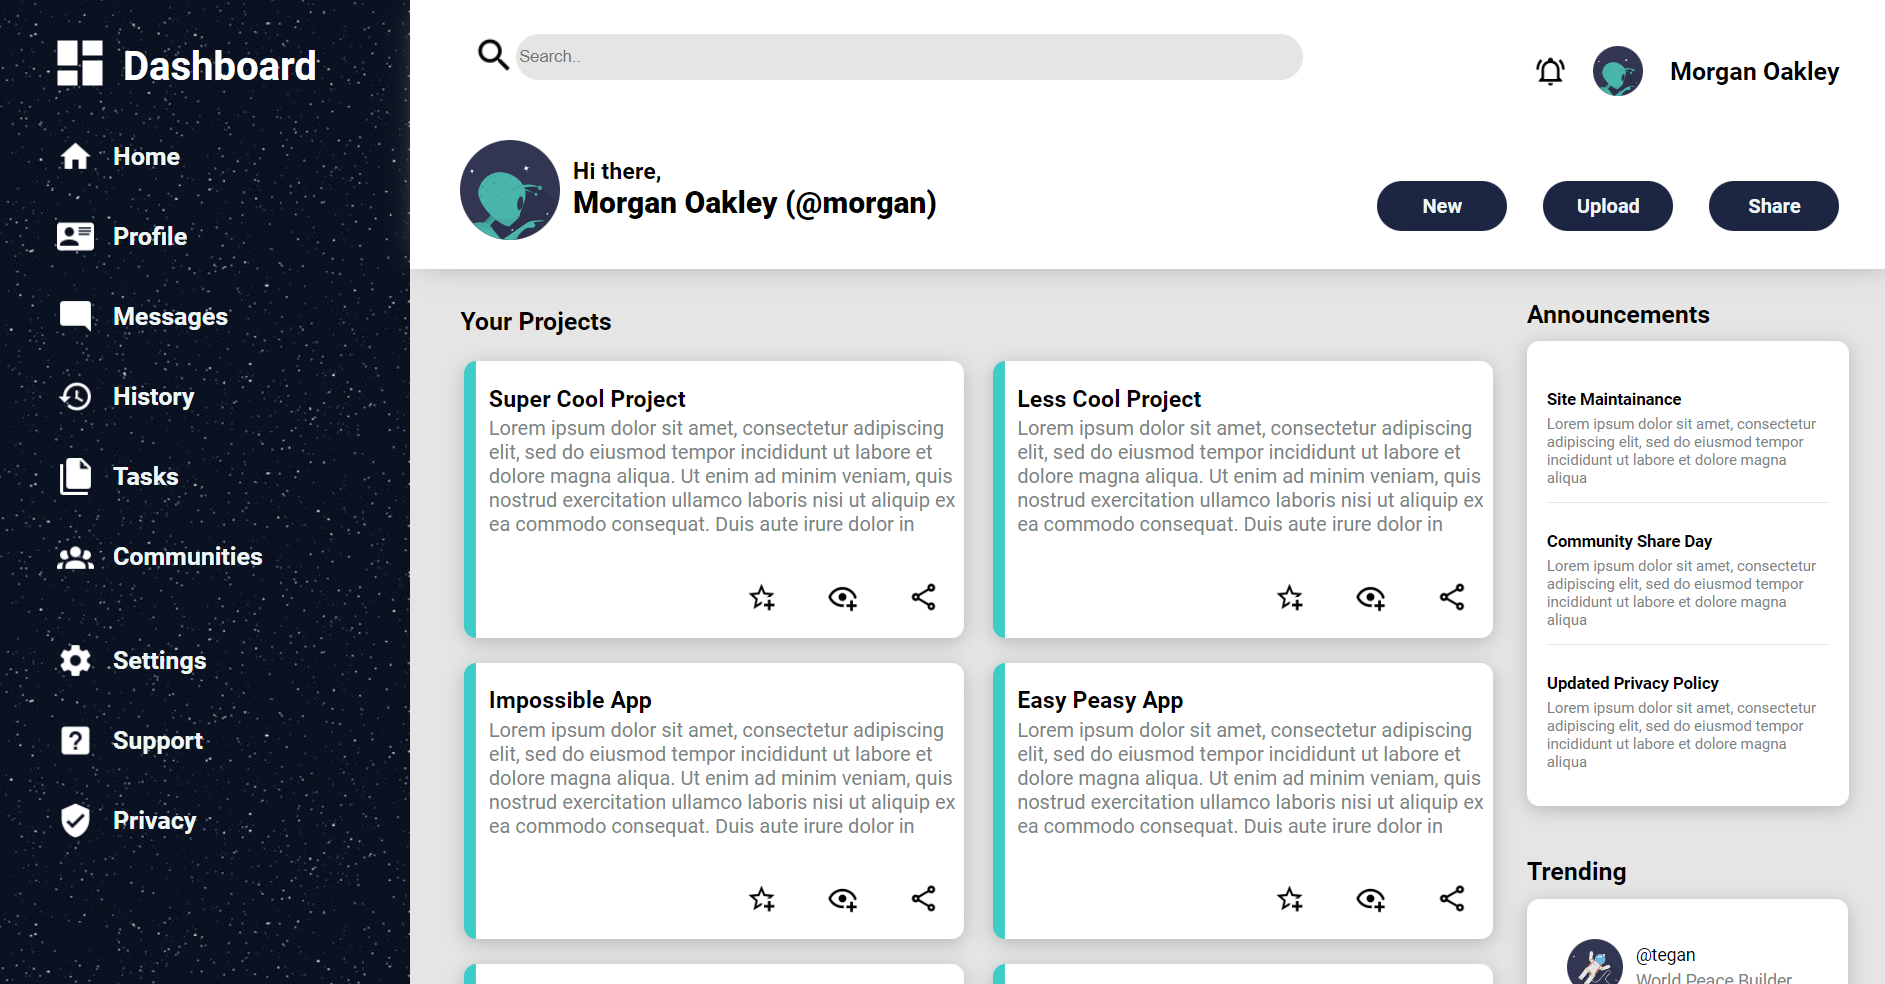 Dashboard
Home
Profile
Messages
History
Tasks
Communities
Settings
Support
Privacy
Search..
Morgan Oakley
Hi there,
Morgan Oakley (@morgan)
New
Upload
Share
Your Projects
Super Cool Project
Lorem ipsum dolor sit amet, consectetur adipiscing
elit, sed do eiusmod tempor incididunt ut labore et
dolore magna aliqua. Ut enim ad minim veniam, quis
nostrud exercitation ullamco laboris nisi ut aliquip ex
ea commodo consequat. Duis aute irure dolor in
Less Cool Project
Lorem ipsum dolor sit amet, consectetur adipiscing
elit, sed do eiusmod tempor incididunt ut labore et
dolore magna aliqua. Ut enim ad minim veniam, quis
nostrud exercitation ullamco laboris nisi ut aliquip ex
ea commodo consequat. Duis aute irure dolor in
Impossible App
Lorem ipsum dolor sit amet, consectetur adipiscing
elit, sed do eiusmod tempor incididunt ut labore et
dolore magna aliqua. Ut enim ad minim veniam, quis
nostrud exercitation ullamco laboris nisi ut aliquip ex
ea commodo consequat. Duis aute irure dolor in
Easy Peasy App
Lorem ipsum dolor sit amet, consectetur adipiscing
elit, sed do eiusmod tempor incididunt ut labore et
dolore magna aliqua. Ut enim ad minim veniam, quis
nostrud exercitation ullamco laboris nisi ut aliquip ex
ea commodo consequat. Duis aute irure dolor in
Announcements
Site Maintainance
Lorem ipsum dolor sit amet, consectetur
adipiscing elit, sed do eiusmod tempor
incididunt ut labore et dolore magna
aliqua
Community Share Day
Lorem ipsum dolor sit amet, consectetur
adipiscing elit, sed do eiusmod tempor
incididunt ut labore et dolore magna
aliqua
Updated Privacy Policy
Lorem ipsum dolor sit amet, consectetur
adipiscing elit, sed do eiusmod tempor
incididunt ut labore et dolore magna
aliqua
Trending
@tegan
World Peace Builder